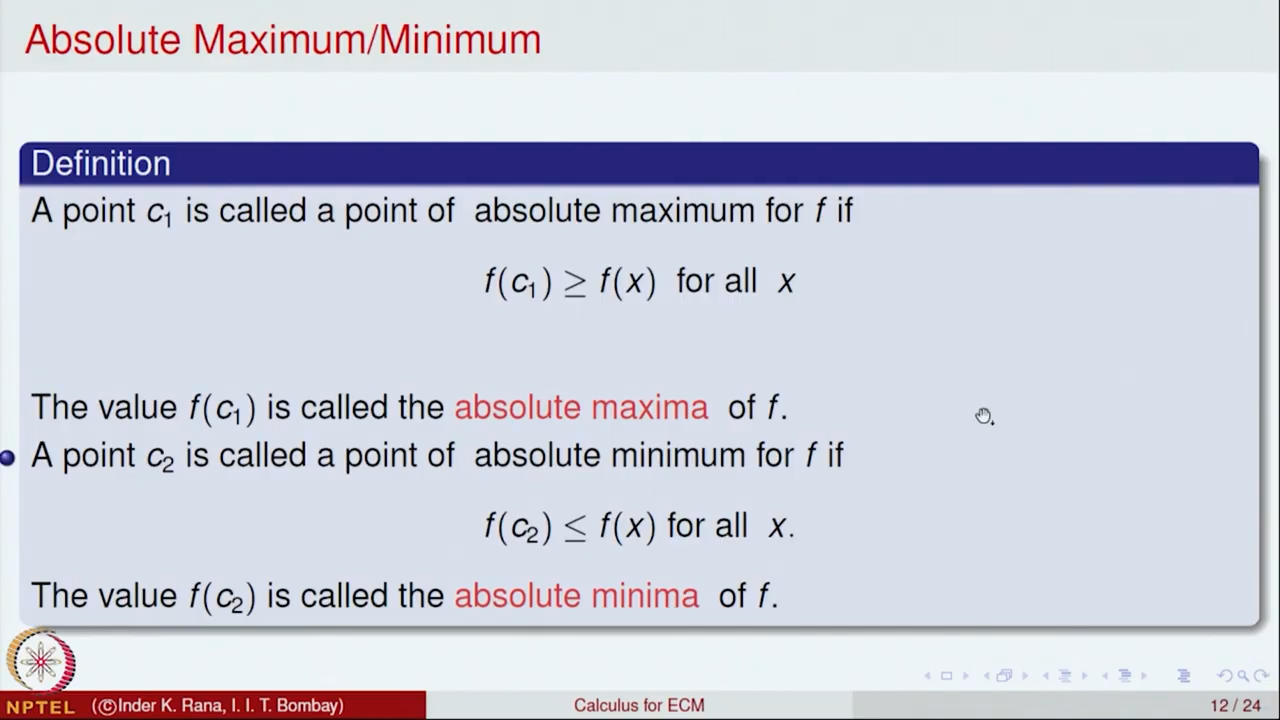 Absolute Maximum/Minimum
Definition
A point c₁ is called a point of absolute maximum for f if
f(c₁) ≥ f(x) for all x
The value f(c₁) is called the absolute maxima of f.
A point c₂ is called a point of absolute minimum for f if
f(c₂) ≤ f(x) for all x.
The value f(c₂) is called the absolute minima of f.
NPTEL (©Inder K. Rana, I. I. T. Bombay) Calculus for ECM 12 / 24